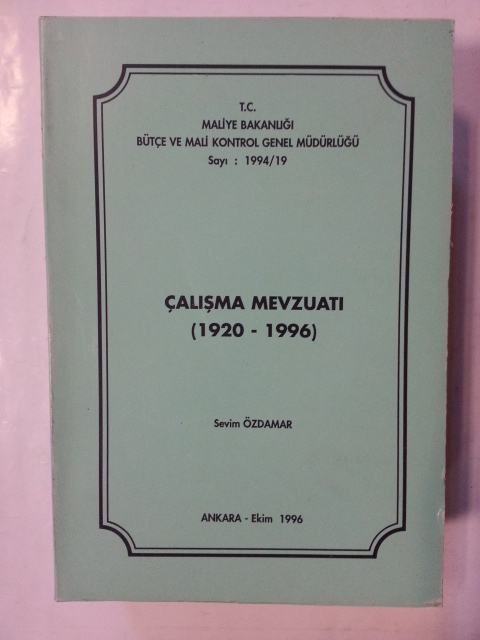 T.C.
MALİYE BAKANLIĞI
BÜTÇE VE MALİ KONTROL GENEL MÜDÜRLÜĞÜ
Sayı : 1994/19
ÇALIŞMA MEVZUATI
(1920 - 1996)
Sevim ÖZDAMAR
ANKARA - Ekim 1996